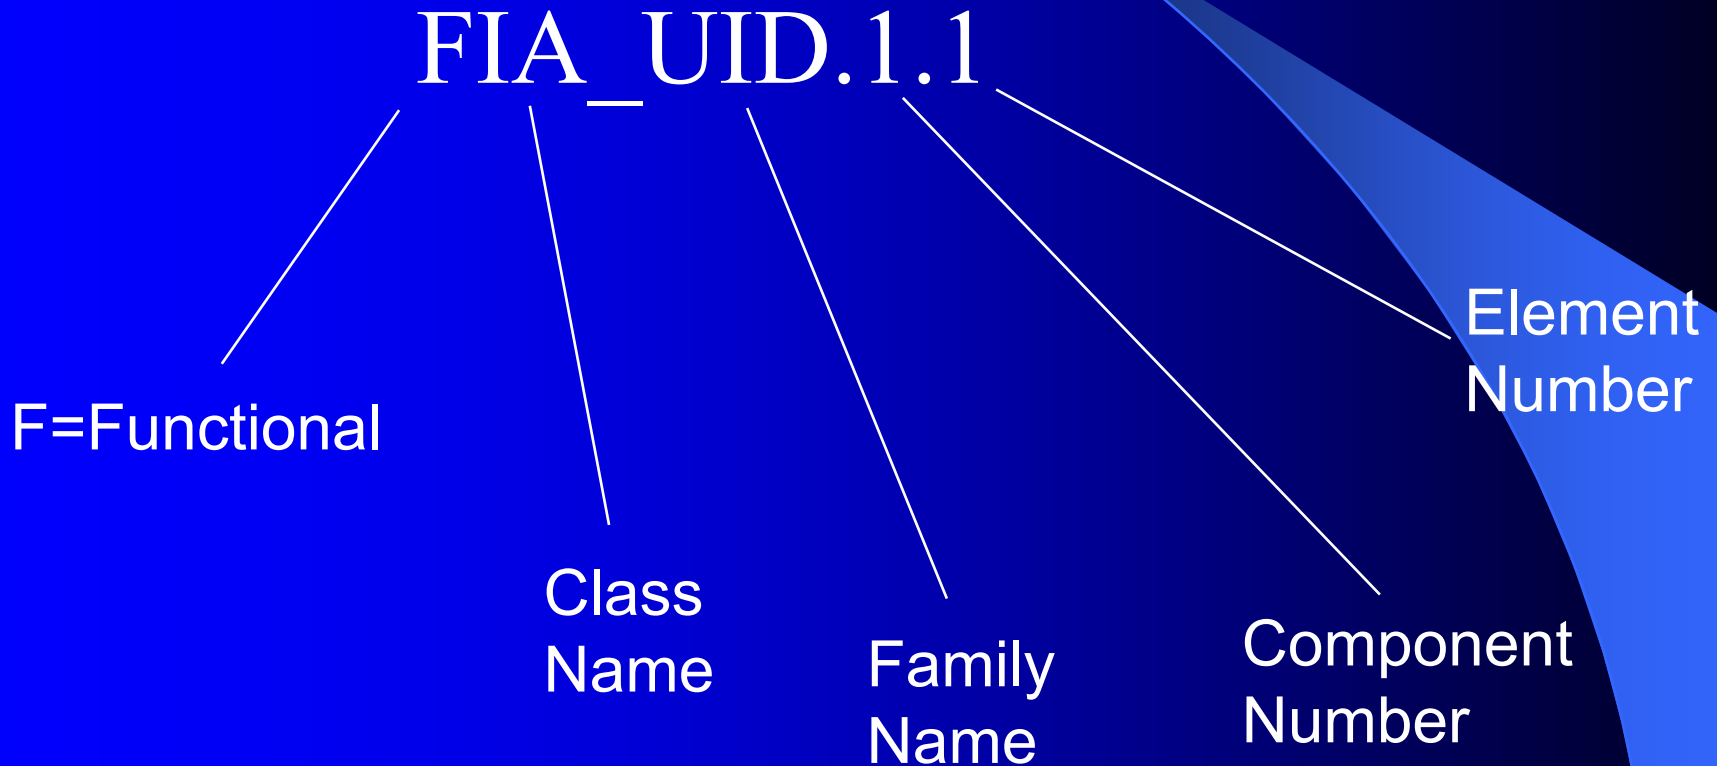 FIA_UID.1.1
F=Functional
Class
Name
Family
Name
Component
Number
Element
Number